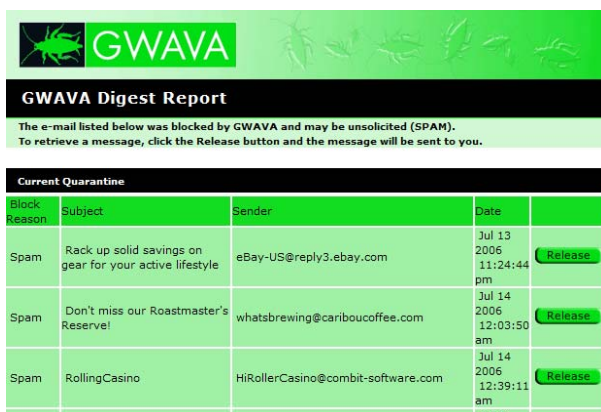 GWAVA
GWAVA Digest Report
The e-mail listed below was blocked by GWAVA and may be unsolicited (SPAM).
To retrieve a message, click the Release button and the message will be sent to you.
Current Quarantine
Block
Reason
Subject
Sender
Date
Spam
Rack up solid savings on
gear for your active lifestyle
eBay-US@reply3.ebay.com
Jul 13
2006
11:24:44
pm
Release
Spam
Don't miss our Roastmaster's
Reserve!
whatsbrewing@cariboucoffee.com
Jul 14
2006
12:03:50
am
Release
Spam
RollingCasino
HiRollerCasino@combit-software.com
Jul 14
2006
12:39:11
am
Release